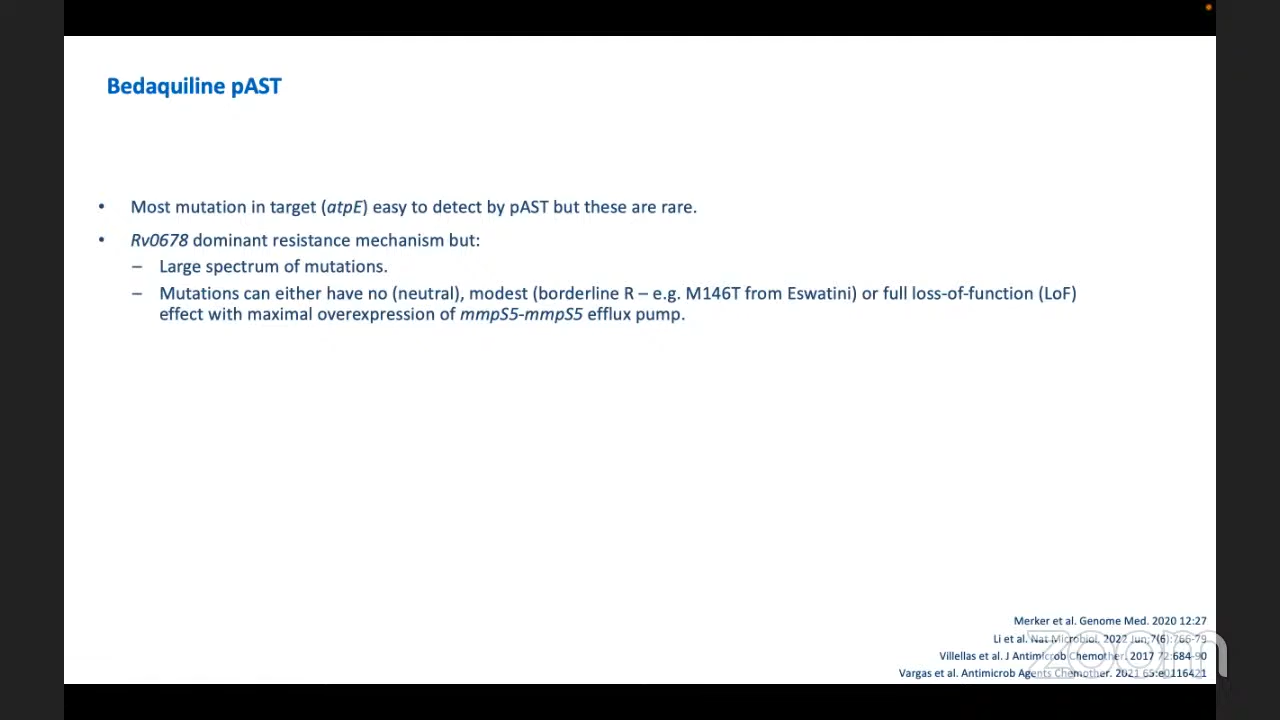 Bedaquiline pAST
• Most mutation in target (atpE) easy to detect by pAST but these are rare.
• Rv0678 dominant resistance mechanism but:
– Large spectrum of mutations.
– Mutations can either have no (neutral), modest (borderline R – e.g. M146T from Eswatini) or full loss-of-function (LoF)
effect with maximal overexpression of mmpS5-mmpS5 efflux pump.
Merker et al. Genome Med. 2020 12:27
Li et al. Nat Microbiol. 2022 Jun;7(6):766-79
Villellas et al. J Antimicrob Chemother. 2017 72:684-90
Vargas et al. Antimicrob Agents Chemother. 2021 65:e0116421
zoom